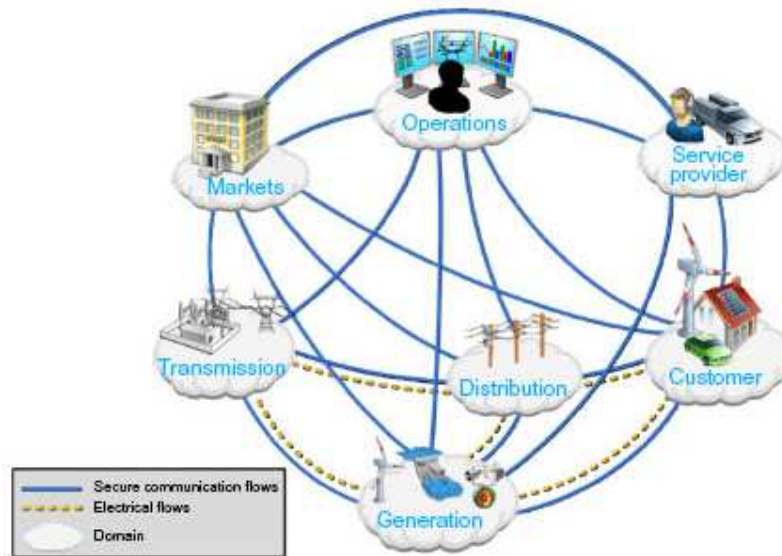 Operations
Markets
Service
provider
Transmission
Distribution
Customer
Generation
Secure communication flows
Electrical flows
Domain